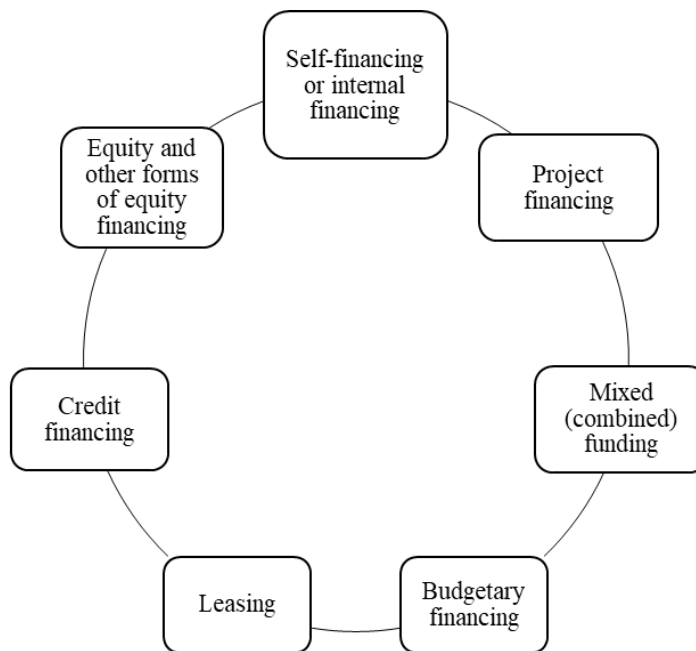 Self-financing
or internal
financing
Project
financing
Mixed
(combined)
funding
Budgetary
financing
Leasing
Credit
financing
Equity and
other forms
of equity
financing